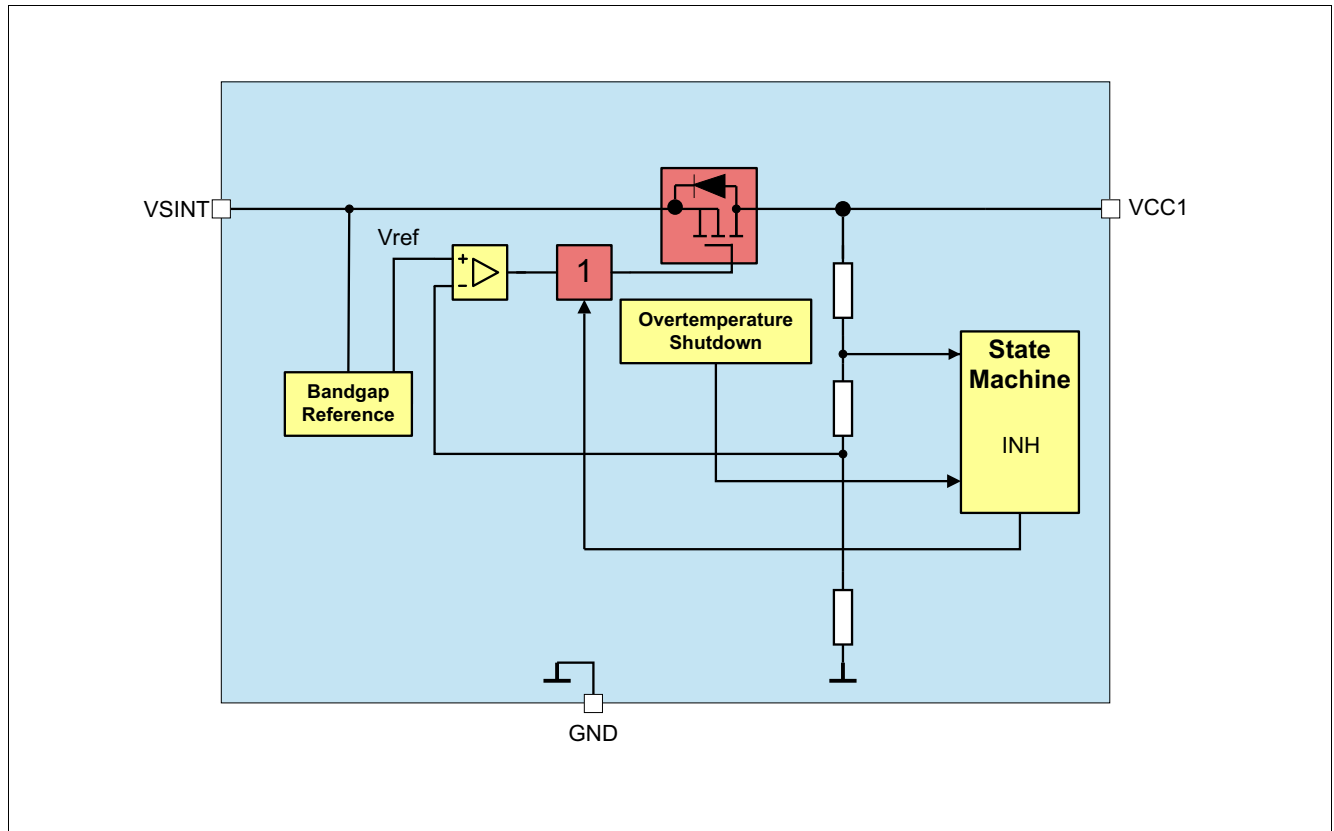 VSINT
VCC1
Vref
+
-
1
Overtemperature
Shutdown
State
Machine
INH
Bandgap
Reference
GND